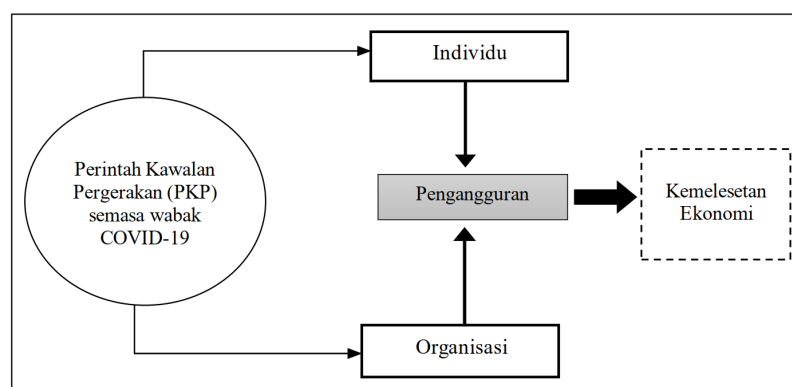 Individu
Perintah Kawalan
Pergerakan (PKP)
semasa wabak
COVID-19
Pengangguran
Kemelesetan
Ekonomi
Organisasi